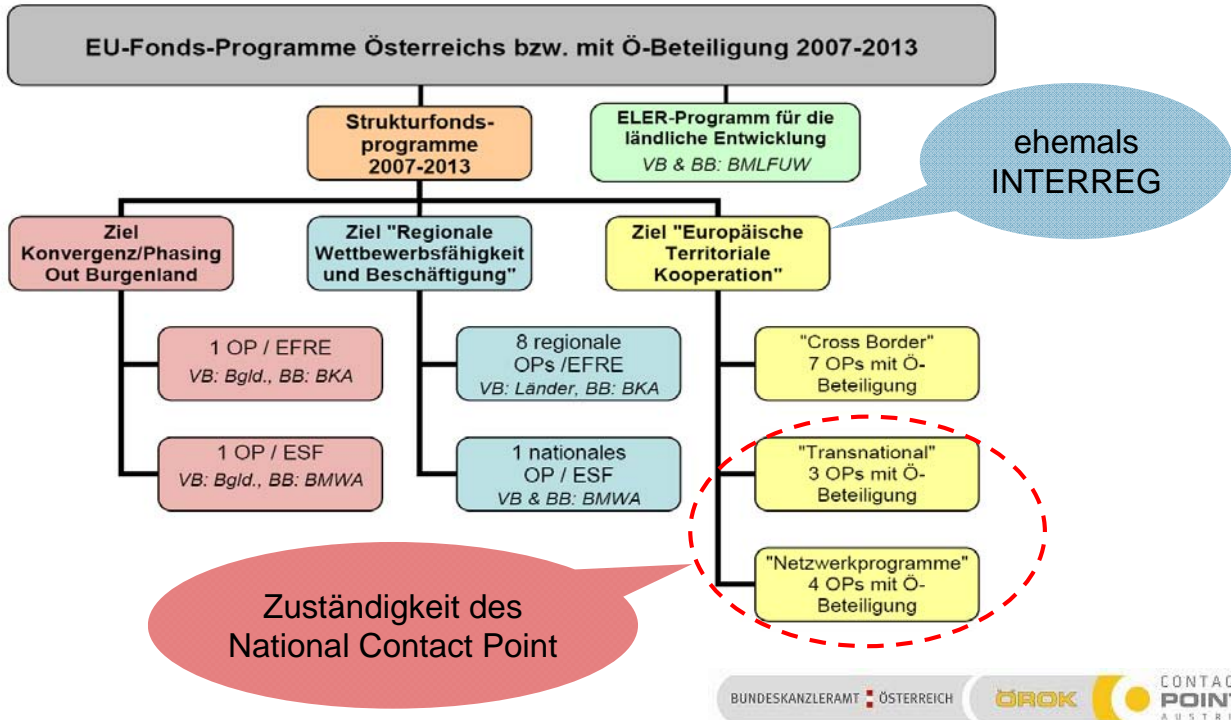 EU-Fonds-Programme Österreichs bzw. mit Ö-Beteiligung 2007-2013
Strukturfonds-
programme
2007-2013
ELER-Programm für die
ländliche Entwicklung
VB & BB: BMLFUW
ehemals
INTERREG
Ziel
Konvergenz/Phasing
Out Burgenland
Ziel "Regionale
Wettbewerbsfähigkeit
und Beschäftigung"
Ziel "Europäische
Territoriale
Kooperation"
1 OP / EFRE
VB: Bgld., BB: BKA
8 regionale
OPs /EFRE
VB: Länder, BB: BKA
"Cross Border"
7 OPs mit Ö-
Beteiligung
1 OP / ESF
VB: Bgld., BB: BMWA
1 nationales
OP / ESF
VB & BB: BMWA
"Transnational"
3 OPs mit Ö-
Beteiligung
"Netzwerkprogramme"
4 OPs mit Ö-
Beteiligung
Zuständigkeit des
National Contact Point
BUNDESKANZLERAMT ÖSTERREICH
ÖROK
CONTAC
POINT
AUSTRI